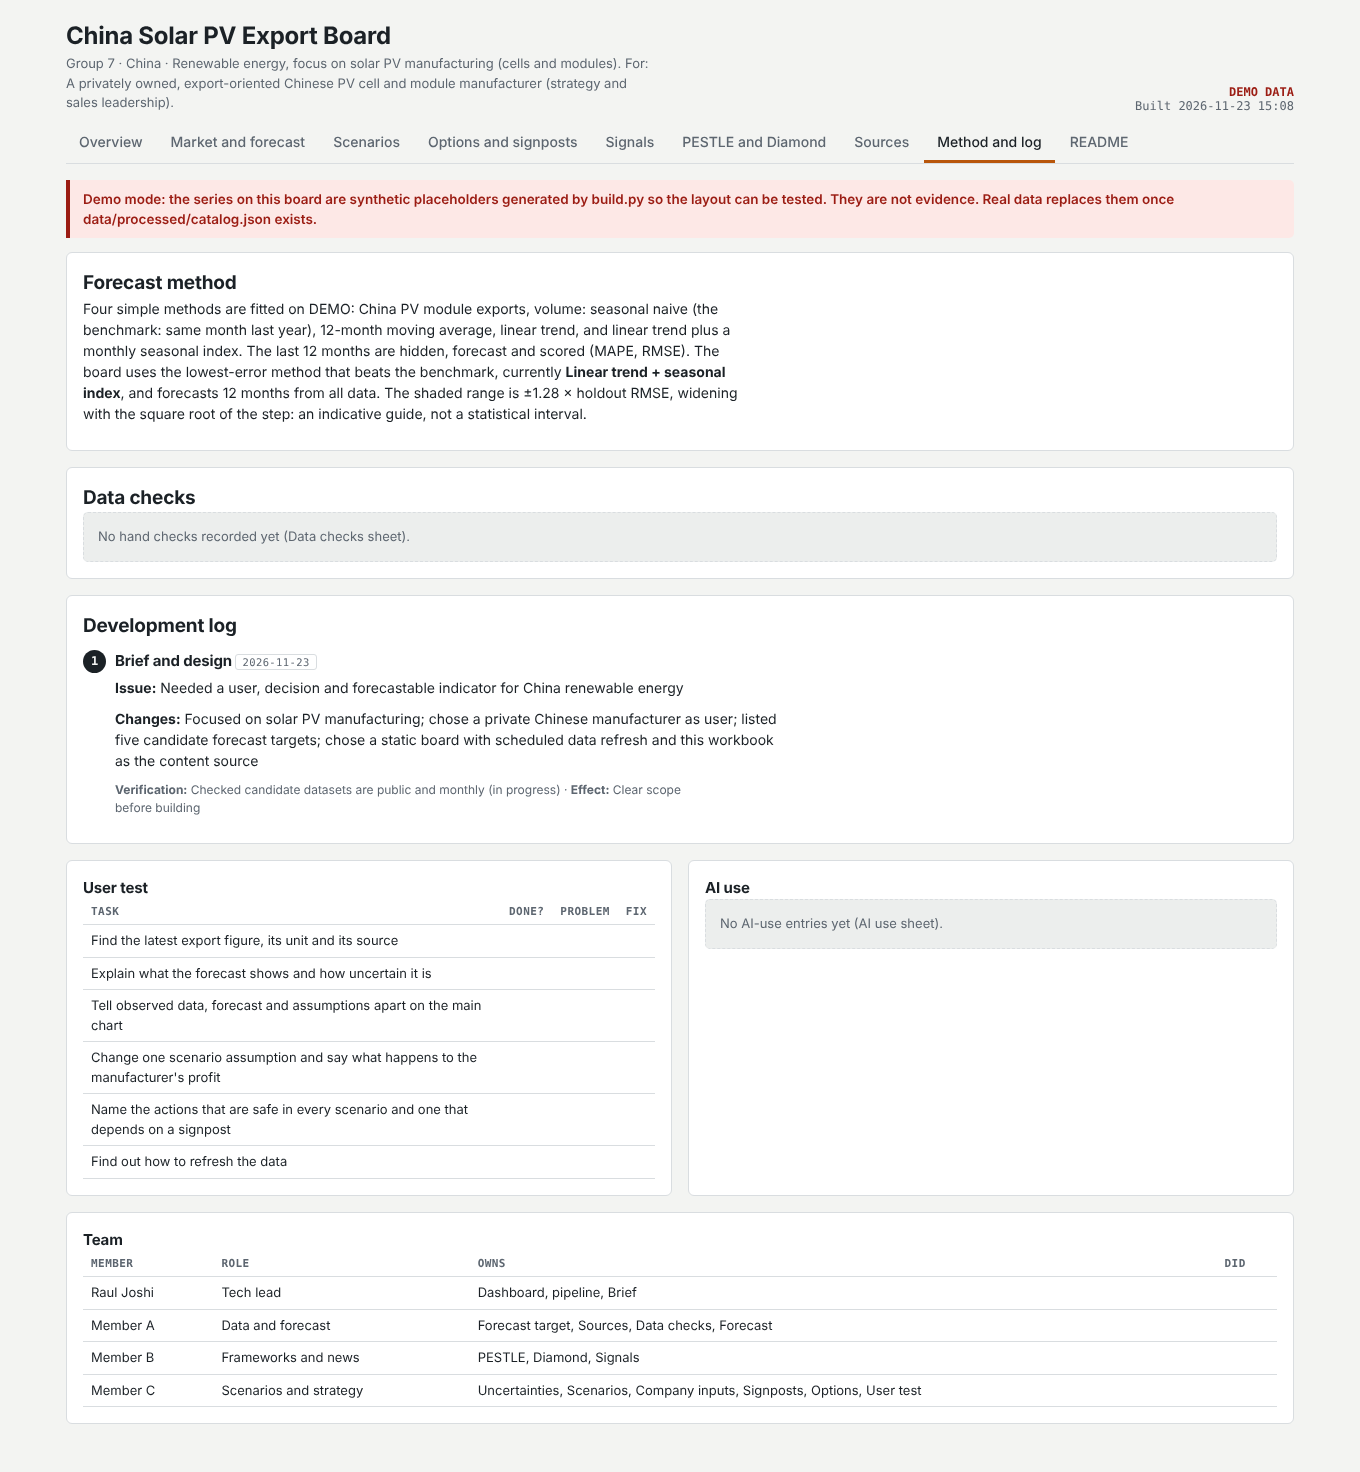 China Solar PV Export Board
Group 7 · China · Renewable energy, focus on solar PV manufacturing (cells and modules). For:
A privately owned, export-oriented Chinese PV cell and module manufacturer (strategy and
sales leadership).
DEMO DATA
Built 2026-11-23 15:08
Overview Market and forecast Scenarios Options and signposts Signals PESTLE and Diamond Sources Method and log README
Demo mode: the series on this board are synthetic placeholders generated by build.py so the layout can be tested. They are not evidence. Real data replaces them once
data/processed/catalog.json exists.
Forecast method
Four simple methods are fitted on DEMO: China PV module exports, volume: seasonal naive (the
benchmark: same month last year), 12-month moving average, linear trend, and linear trend plus a
monthly seasonal index. The last 12 months are hidden, forecast and scored (MAPE, RMSE). The
board uses the lowest-error method that beats the benchmark, currently Linear trend + seasonal
index, and forecasts 12 months from all data. The shaded range is ±1.28 × holdout RMSE, widening
with the square root of the step: an indicative guide, not a statistical interval.
Data checks
No hand checks recorded yet (Data checks sheet).
Development log
1 Brief and design 2026-11-23
Issue: Needed a user, decision and forecastable indicator for China renewable energy
Changes: Focused on solar PV manufacturing; chose a private Chinese manufacturer as user; listed
five candidate forecast targets; chose a static board with scheduled data refresh and this workbook
as the content source
Verification: Checked candidate datasets are public and monthly (in progress) · Effect: Clear scope
before building
User test
TASK DONE? PROBLEM FIX
Find the latest export figure, its unit and its source
Explain what the forecast shows and how uncertain it is
Tell observed data, forecast and assumptions apart on the main
chart
Change one scenario assumption and say what happens to the
manufacturer's profit
Name the actions that are safe in every scenario and one that
depends on a signpost
Find out how to refresh the data
AI use
No AI-use entries yet (AI use sheet).
Team
MEMBER ROLE OWNS DID
Raul Joshi Tech lead Dashboard, pipeline, Brief
Member A Data and forecast Forecast target, Sources, Data checks, Forecast
Member B Frameworks and news PESTLE, Diamond, Signals
Member C Scenarios and strategy Uncertainties, Scenarios, Company inputs, Signposts, Options, User test